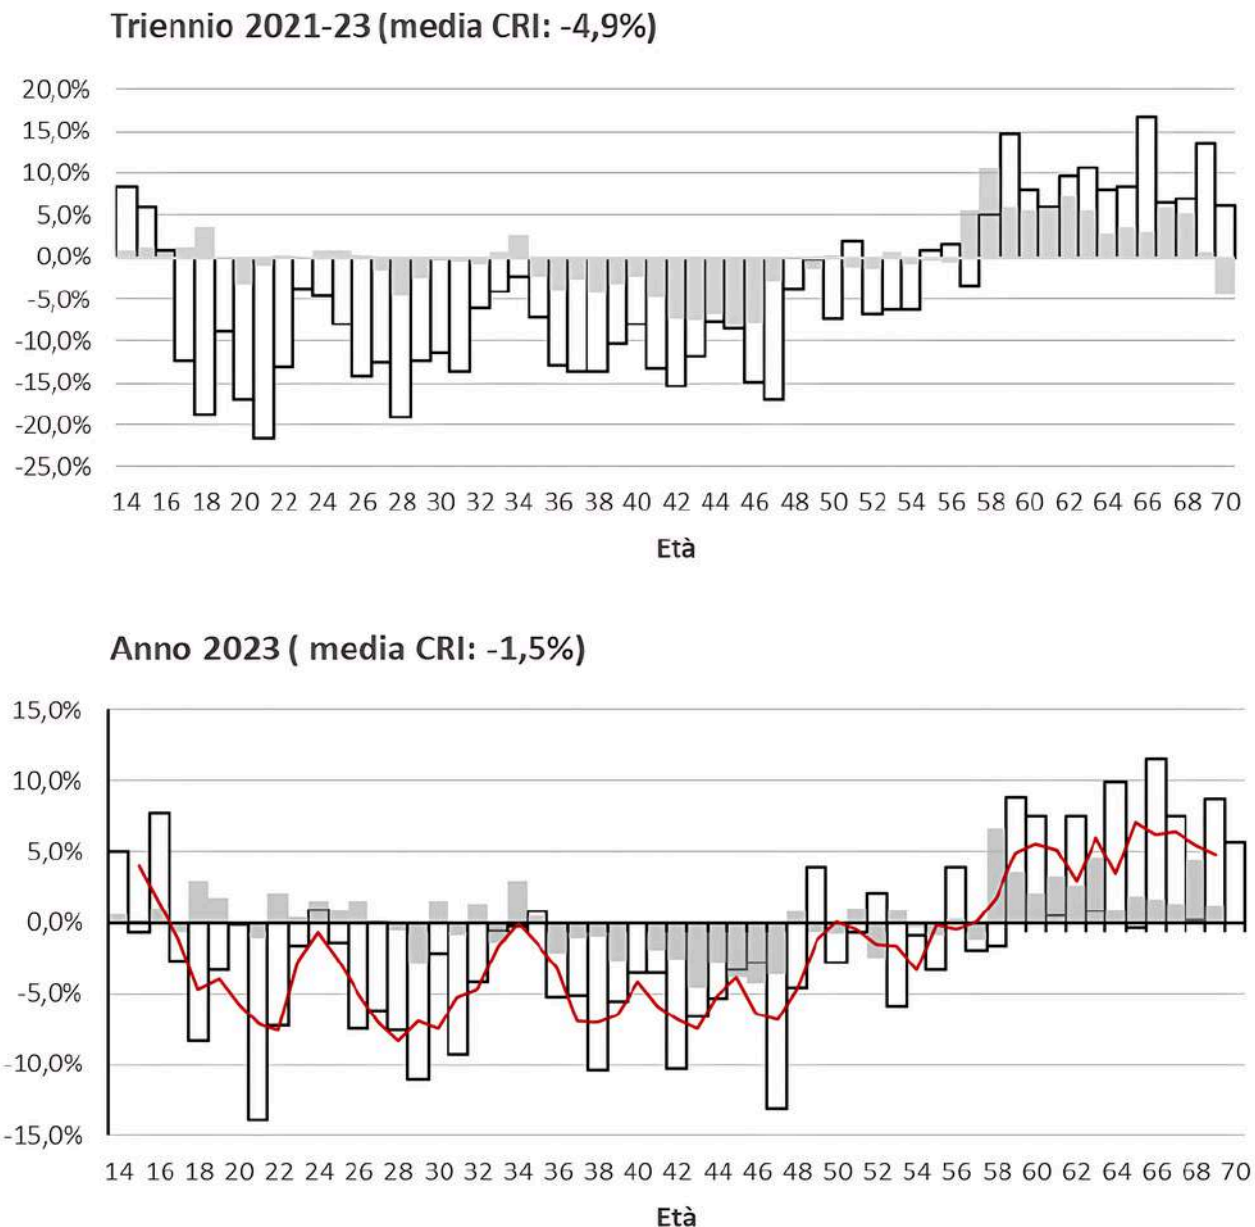 Triennio 2021-23 (media CRI: -4,9%)
20,0%
15,0%
10,0%
5,0%
0,0%
-5,0%
-10,0%
-15,0%
-20,0%
-25,0%
14 16 18 20 22 24 26 28 30 32 34 36 38 40 42 44 46 48 50 52 54 56 58 60 62 64 66 68 70
Età
Anno 2023 ( media CRI: -1,5%)
15,0%
10,0%
5,0%
0,0%
-5,0%
-10,0%
-15,0%
14 16 18 20 22 24 26 28 30 32 34 36 38 40 42 44 46 48 50 52 54 56 58 60 62 64 66 68 70
Età